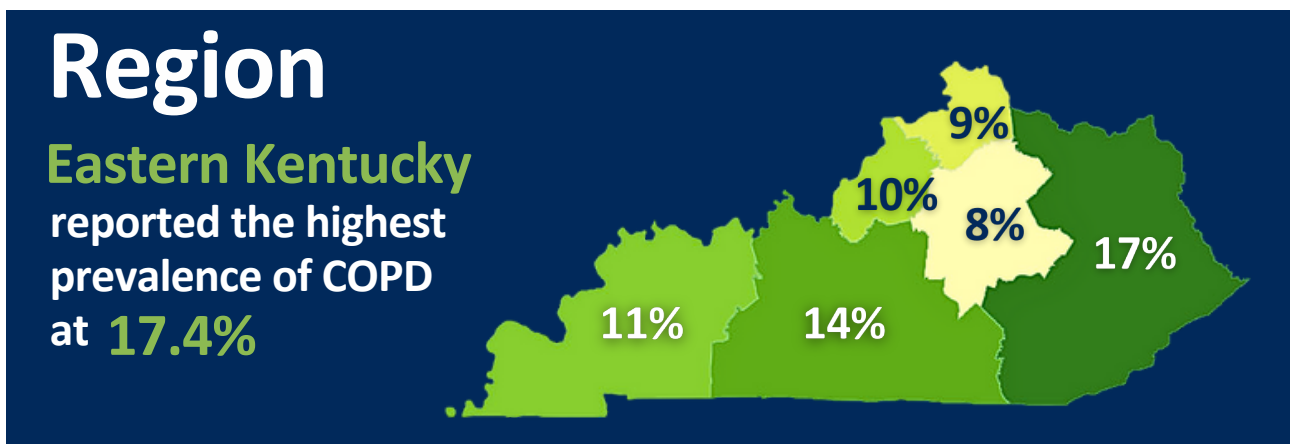 Region
Eastern Kentucky
reported the highest
prevalence of COPD
at 17.4%
9%
10%
8%
17%
11%
14%